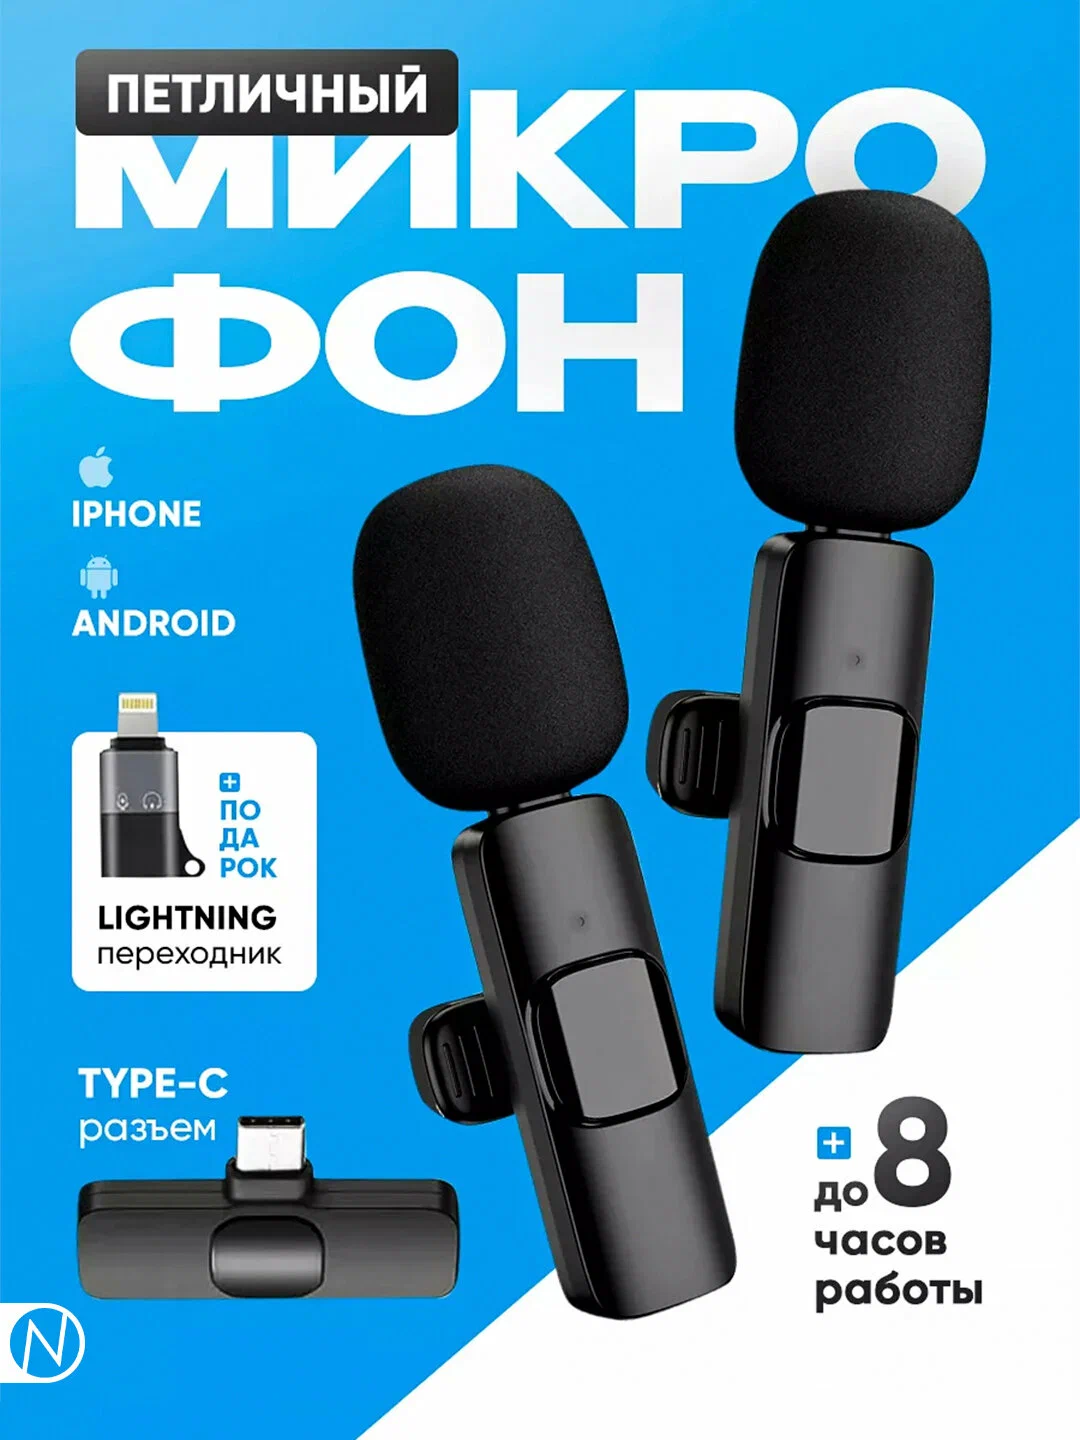 ПЕТЛИЧНЫЙ
МИКРО
ФОН
IPHONE
ANDROID
+
ПО
ДА
РОК
LIGHTNING
переходник
TYPE-C
разъем
+
до 8
часов
работы
N